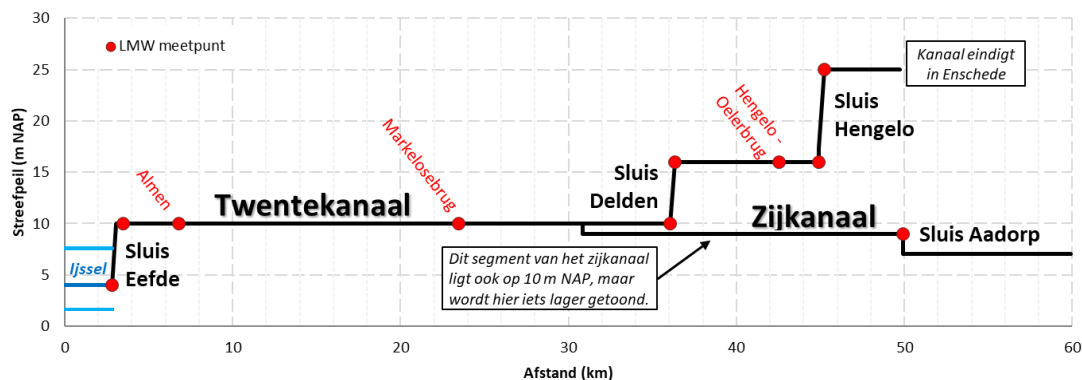 30
25
20
15
10
5
0
Streefpeil (m NAP)
LMW meetpunt
Kanaal eindigt
in Enschede
Sluis
Hengelo
Hengelo -
Oelerbrug
Markelosebrug
Almen
Sluis
Delden
Twentekanaal
Zijkanaal
Sluis Aadorp
Ijssel
Sluis
Eefde
Dit segment van het zijkanaal
ligt ook op 10 m NAP, maar
wordt hier iets lager getoond.
0
10
20
30
40
50
60
Afstand (km)